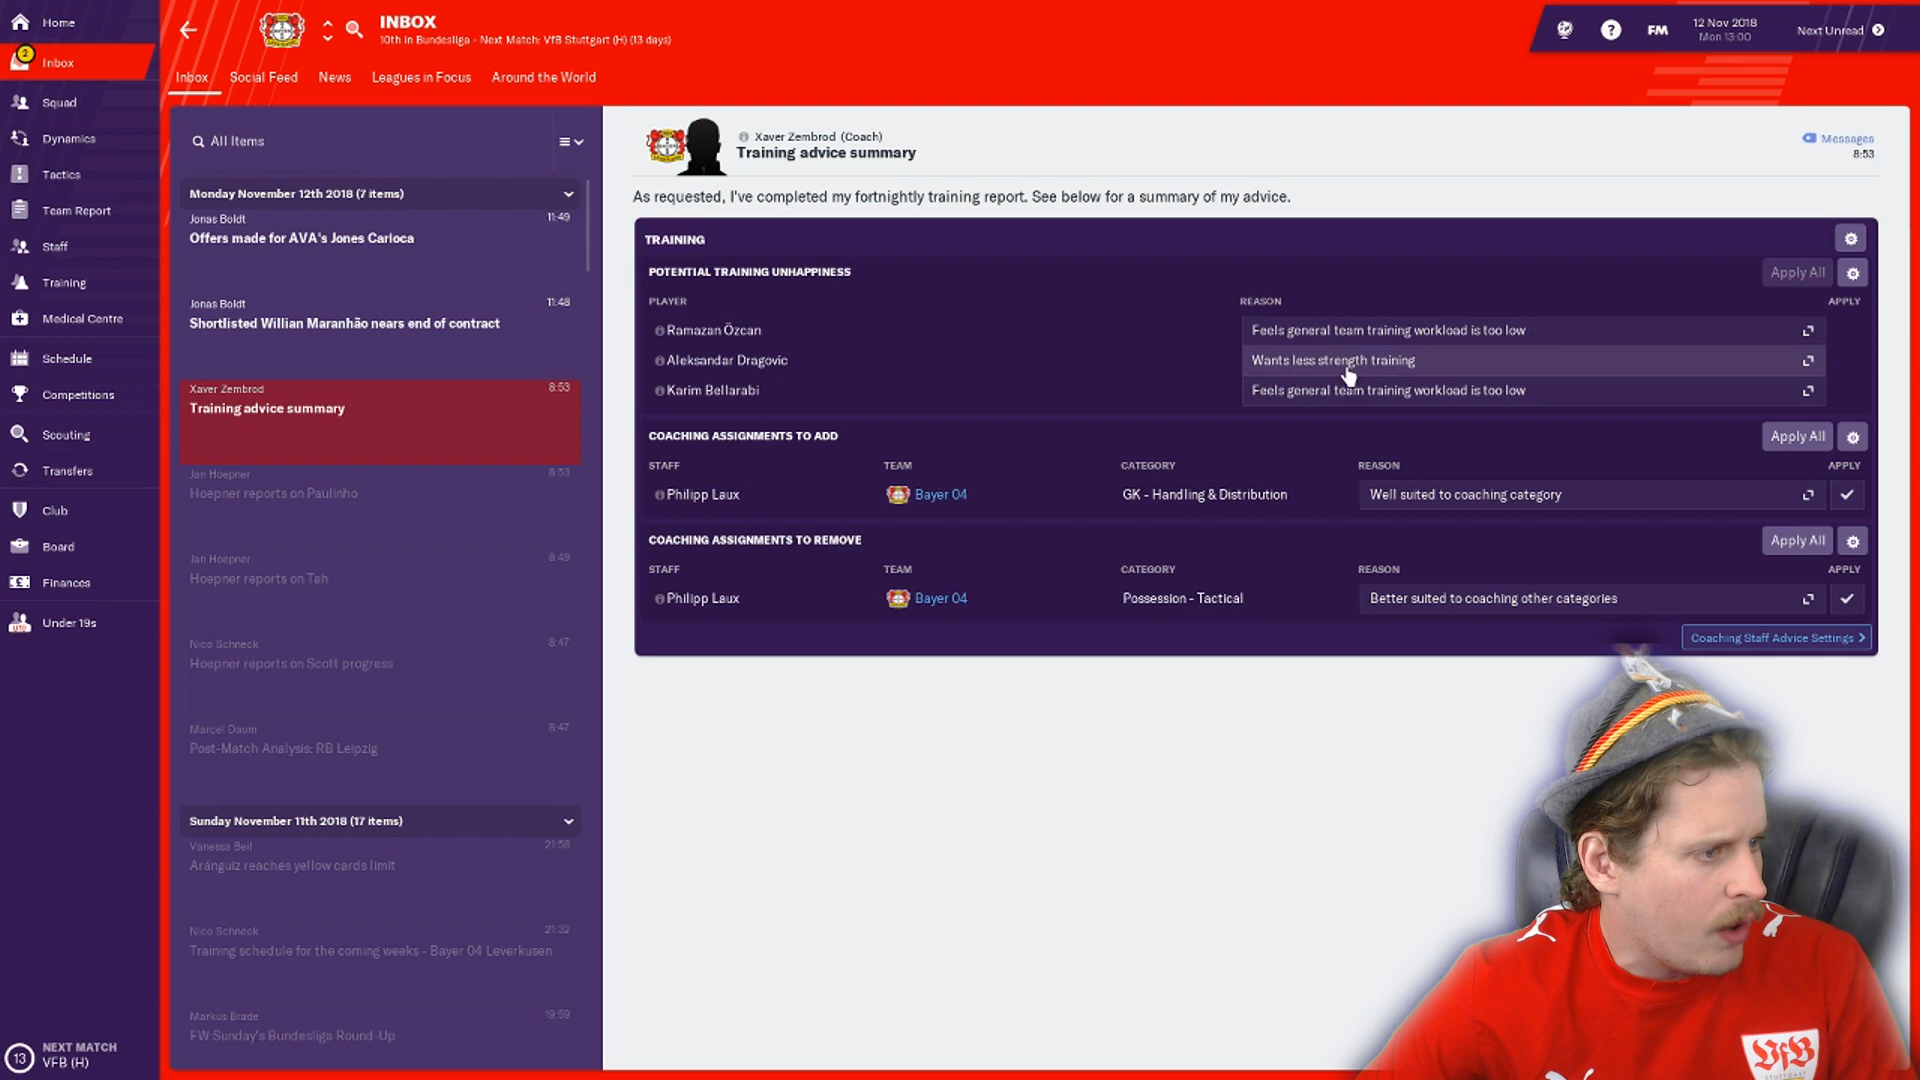 Home
2
Inbox
Squad
Dynamics
Tactics
Team Report
Staff
Training
Medical Centre
Schedule
Competitions
Scouting
Transfers
Club
Board
Finances
Under 19s
13
NEXT MATCH
VFB (H)
INBOX
10th in Bundesliga - Next Match: VfB Stuttgart (H) (13 days)
?
FM
12 Nov 2018
Mon 13:00
Next Unread
Inbox
Social Feed
News
Leagues in Focus
Around the World
All Items
Monday November 12th 2018 (7 items)
Jonas Boldt 11:49
Offers made for AVA's Jones Carioca
Jonas Boldt 11:48
Shortlisted Willian Maranhão nears end of contract
Xaver Zembrod 8:53
Training advice summary
Jan Hoepner 8:53
Hoepner reports on Paulinho
Jan Hoepner 8:49
Hoepner reports on Tah
Nico Schneck 8:47
Hoepner reports on Scott progress
Marcel Daum 8:47
Post-Match Analysis: RB Leipzig
Sunday November 11th 2018 (17 items)
Vanessa Beil 21:58
Aránguiz reaches yellow cards limit
Nico Schneck 21:32
Training schedule for the coming weeks - Bayer 04 Leverkusen
Markus Brade 19:59
FW:Sunday's Bundesliga Round-Up
Xaver Zembrod (Coach)
Training advice summary
Messages
8:53
As requested, I've completed my fortnightly training report. See below for a summary of my advice.
TRAINING
POTENTIAL TRAINING UNHAPPINESS Apply All
PLAYER REASON APPLY
Ramazan Özcan Feels general team training workload is too low
Aleksandar Dragovic Wants less strength training
Karim Bellarabi Feels general team training workload is too low
COACHING ASSIGNMENTS TO ADD Apply All
STAFF TEAM CATEGORY REASON APPLY
Philipp Laux Bayer 04 GK - Handling & Distribution Well suited to coaching category
COACHING ASSIGNMENTS TO REMOVE Apply All
STAFF TEAM CATEGORY REASON APPLY
Philipp Laux Bayer 04 Possession - Tactical Better suited to coaching other categories
Coaching Staff Advice Settings
VfB
STUTTGART